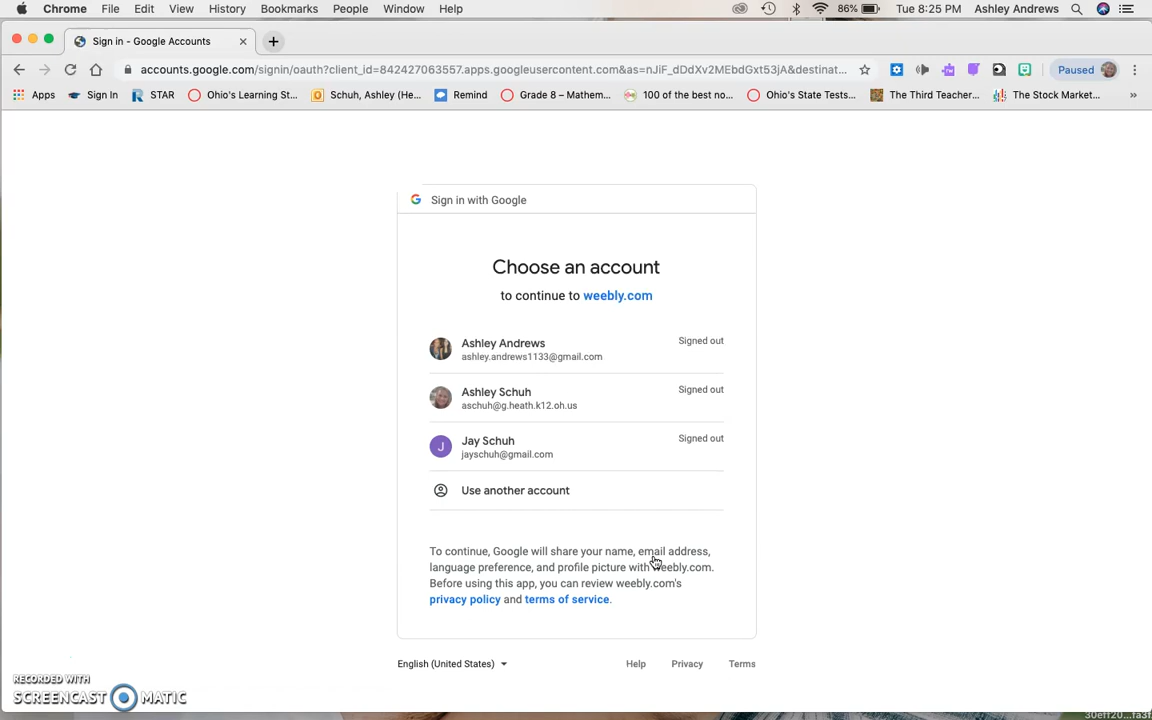 Chrome File Edit View History Bookmarks People Window Help 86% Tue 8:25 PM Ashley Andrews
Sign in - Google Accounts
accounts.google.com/signin/oauth?client_id=842427063557.apps.googleusercontent.com&as=nJiF_dDdXv2MEbdGxt53jA&destinat... Paused
Apps Sign In STAR Ohio's Learning St... Schuh, Ashley (He... Remind Grade 8 – Mathem... 100 of the best no... Ohio's State Tests... The Third Teacher... The Stock Market... »
Sign in with Google
Choose an account
to continue to weebly.com
Ashley Andrews Signed out
ashley.andrews1133@gmail.com
Ashley Schuh Signed out
aschuh@g.heath.k12.oh.us
J Jay Schuh Signed out
jayschuh@gmail.com
Use another account
To continue, Google will share your name, email address,
language preference, and profile picture with weebly.com.
Before using this app, you can review weebly.com's
privacy policy and terms of service.
English (United States) Help Privacy Terms
RECORDED WITH
SCREENCAST MATIC